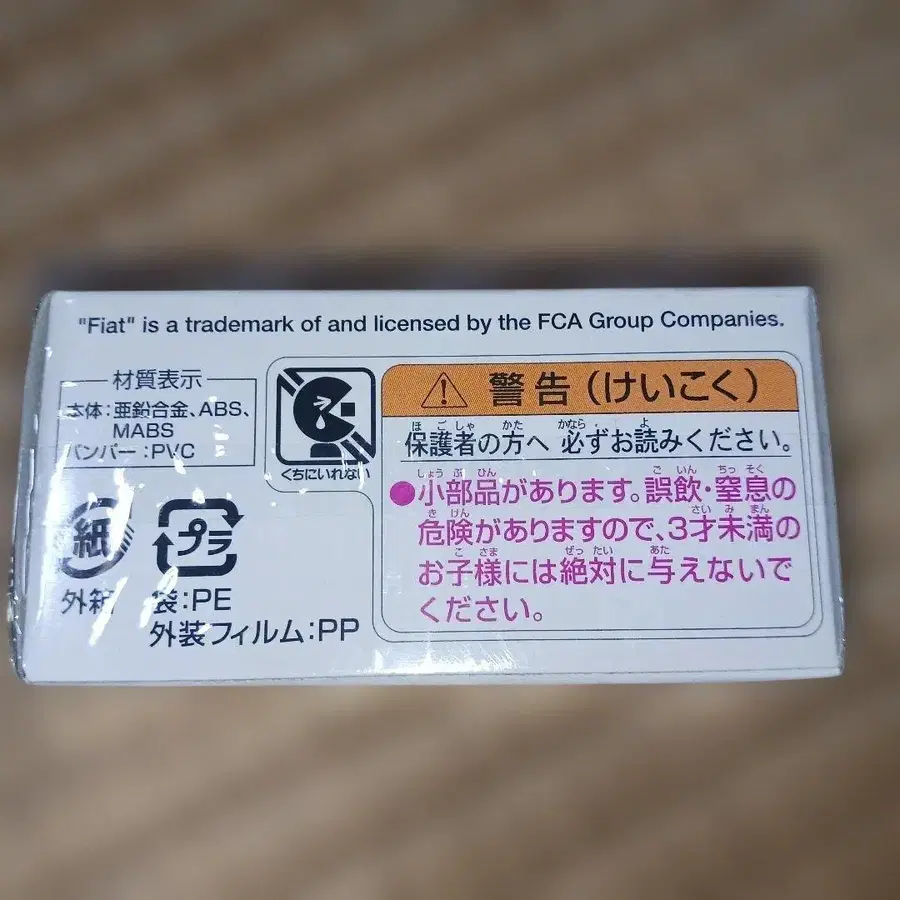 "Fiat" is a trademark of and licensed by the FCA Group Companies.
材質表示
本体:亜鉛合金、ABS、
MABS
バンパー:PVC
くちにいれない
紙
外箱
プラ
袋:PE
外装フィルム:PP
警告(けいこく)
保護者の方へ 必ずお読みください。
●小部品があります。誤飲・窒息の
危険がありますので、3才未満の
お子様には絶対に与えないで
ください。